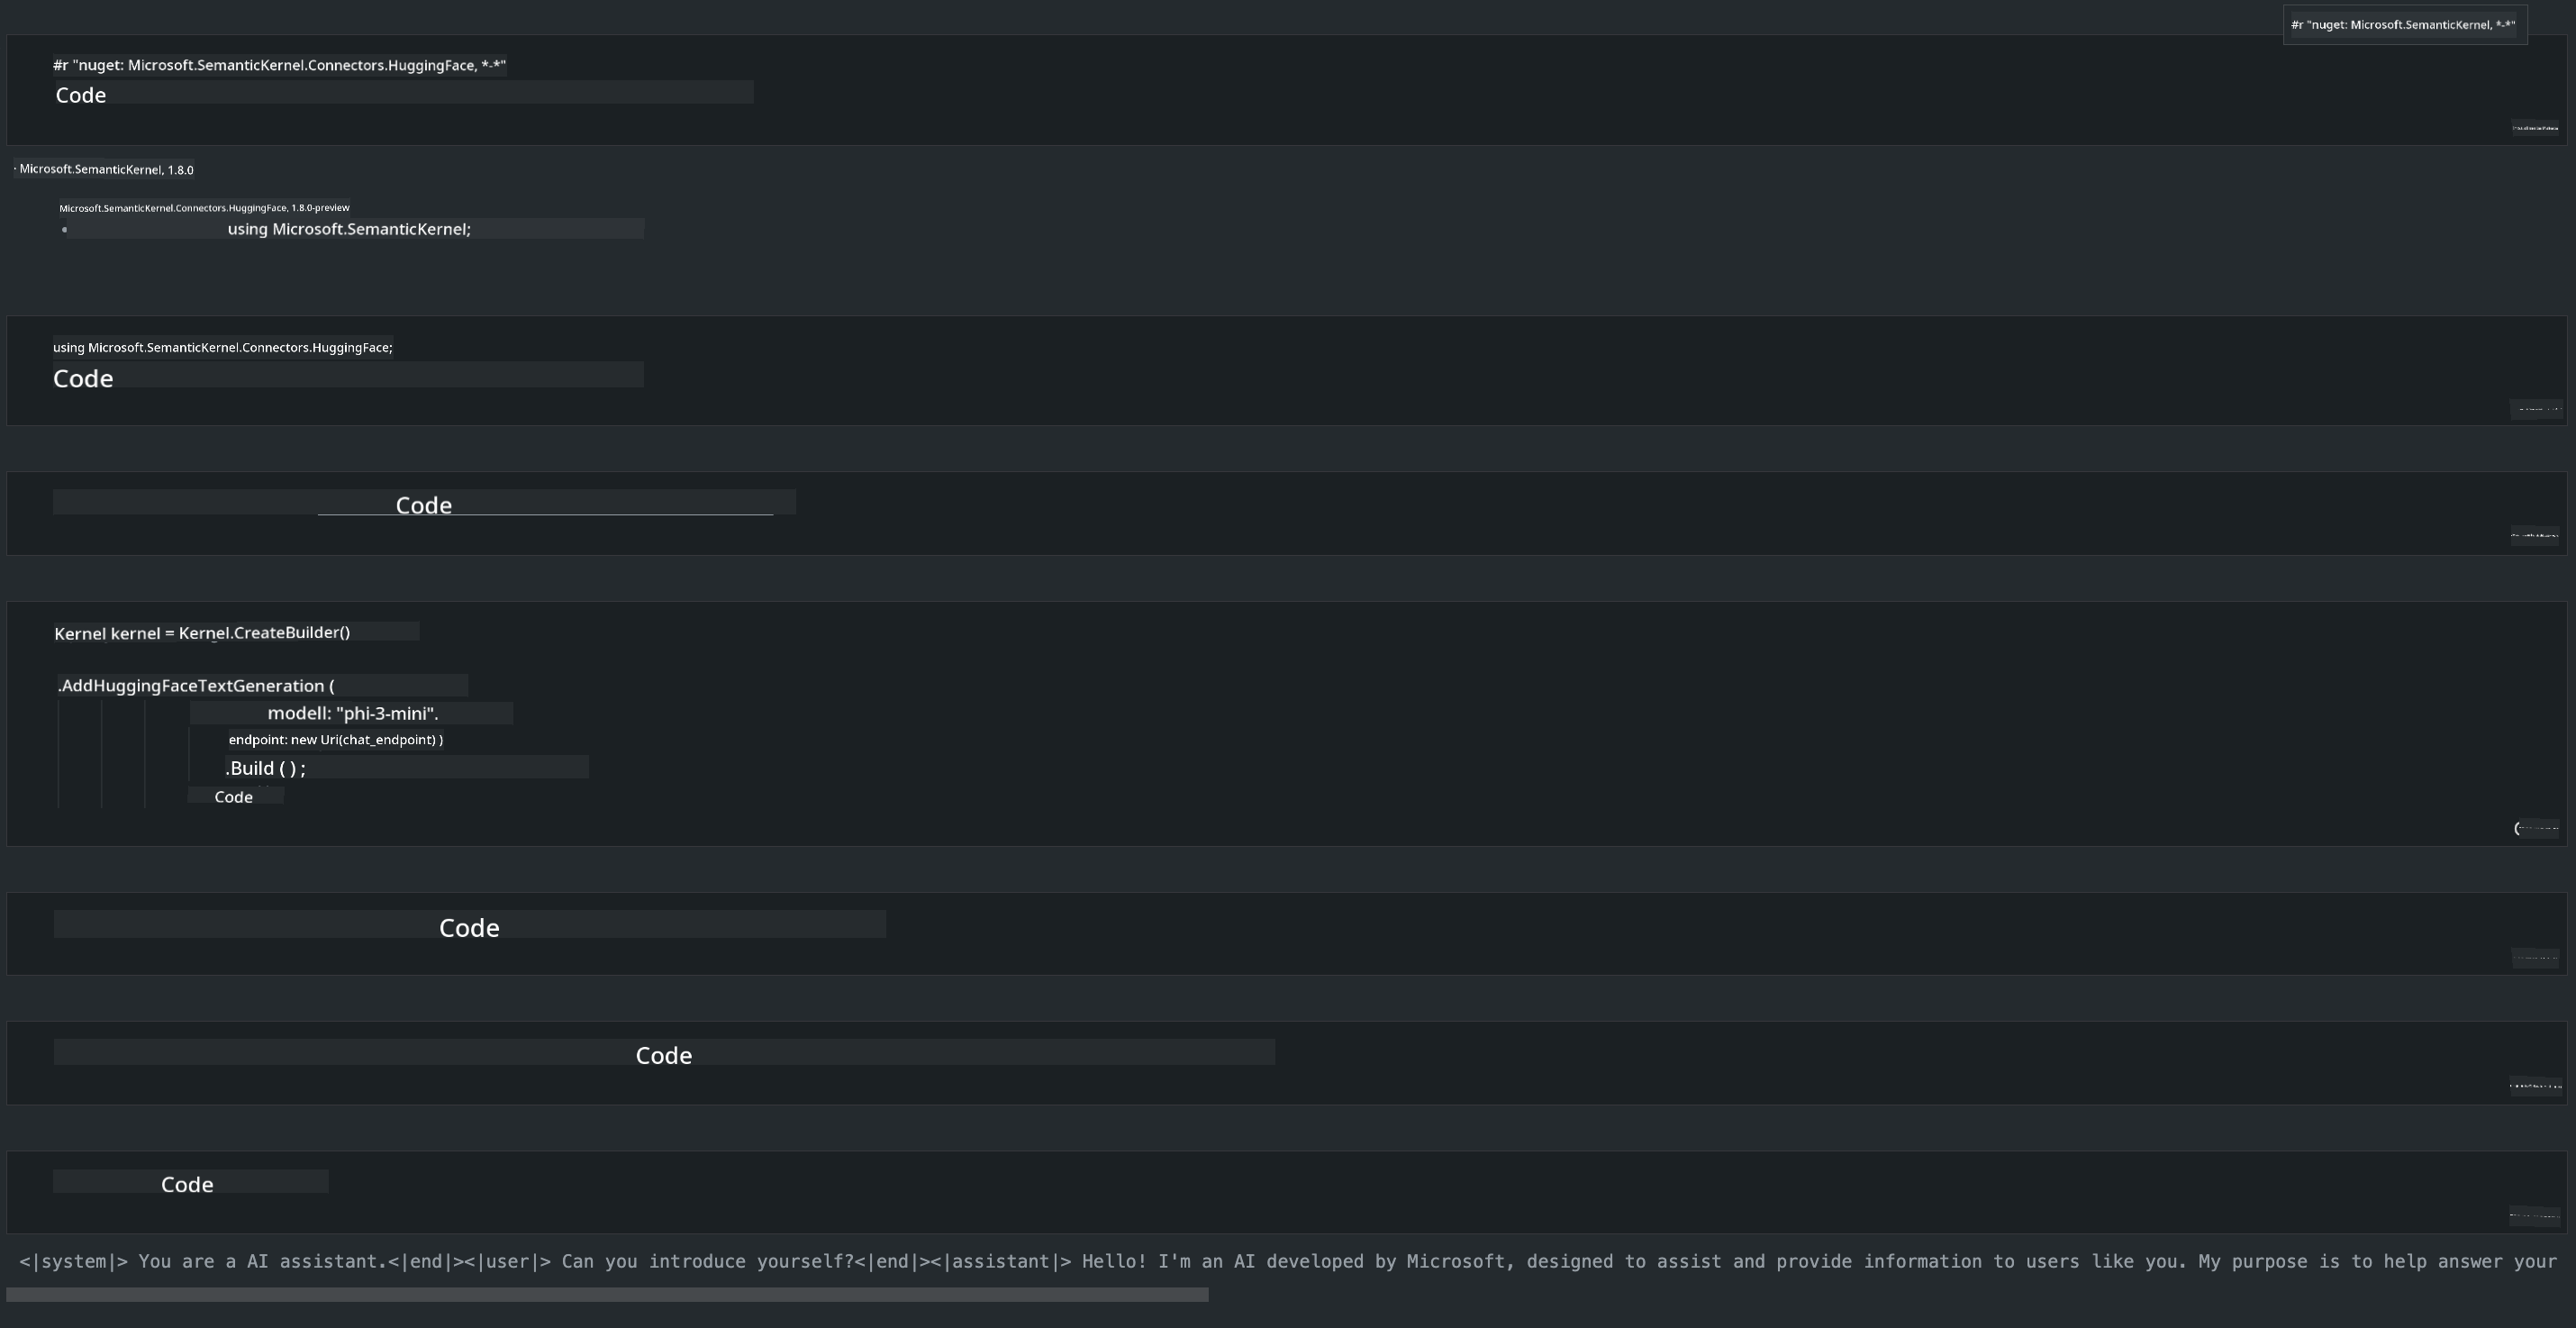 #r "nuget: Microsoft.SemanticKernel, *-*"
#r "nuget: Microsoft.SemanticKernel.Connectors.HuggingFace, *-*"
Code
· Microsoft.SemanticKernel, 1.8.0
Microsoft.SemanticKernel.Connectors.HuggingFace, 1.8.0-preview
• using Microsoft.SemanticKernel;
using Microsoft.SemanticKernel.Connectors.HuggingFace;
Code
Code
Kernel kernel = Kernel.CreateBuilder()
.AddHuggingFaceTextGeneration (
modell: "phi-3-mini".
endpoint: new Uri(chat_endpoint) )
.Build ( ) ;
Code
Code
Code
Code
<|system|> You are a AI assistant.<|end|><|user|> Can you introduce yourself?<|end|><|assistant|> Hello! I'm an AI developed by Microsoft, designed to assist and provide information to users like you. My purpose is to help answer your